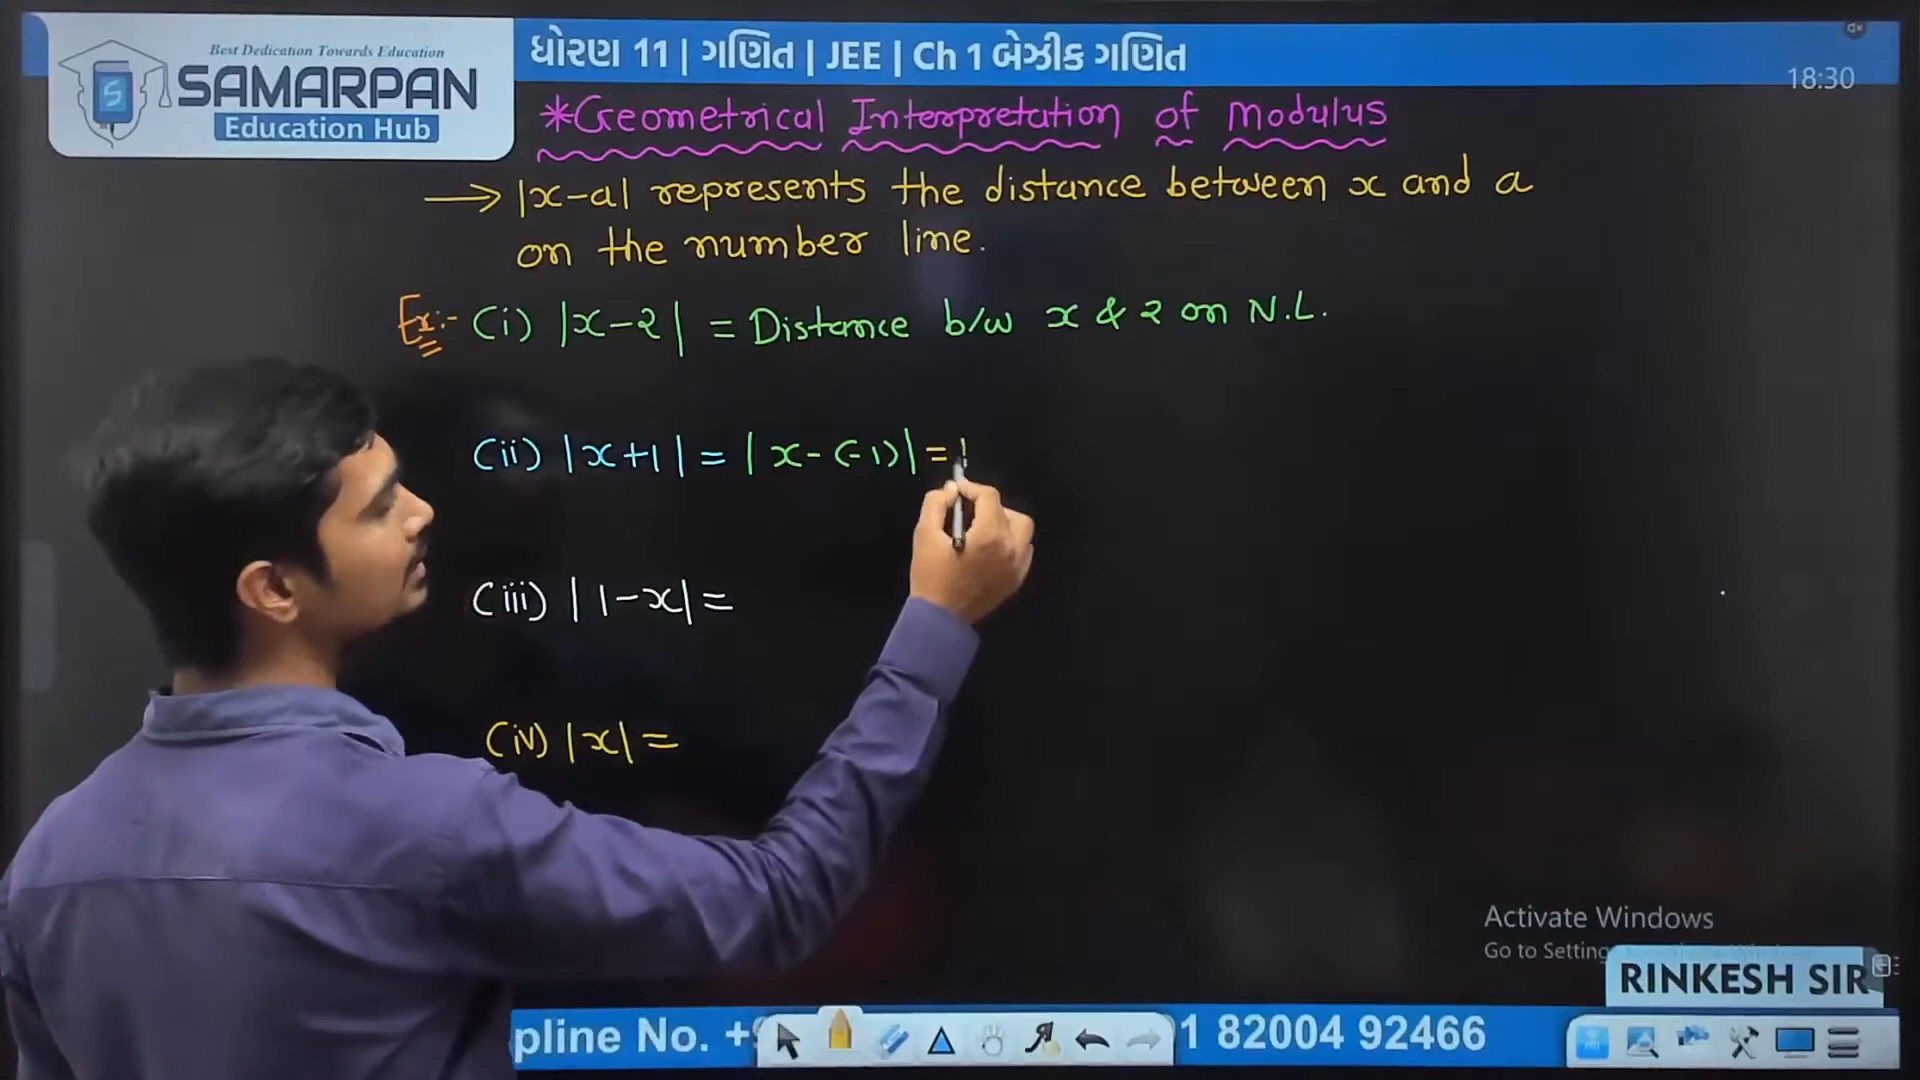 Best Dedication Towards Education
SAMARPAN
Education Hub
ધોરણ 11 | ગણિત | JEE | Ch 1 બેઝીક ગણિત
18:30
*Geometrical Interpretation of Modulus
→ |x-a| represents the distance between x and a
on the number line.
Ex:- (i) |x-2| = Distance b/w x & 2 on N.L.
(ii) |x+1| = |x-(-1)| =
(iii) |1-x| =
(iv) |x| =
Activate Windows
Go to Setting
RINKESH SIR
pline No. +9 1 82004 92466